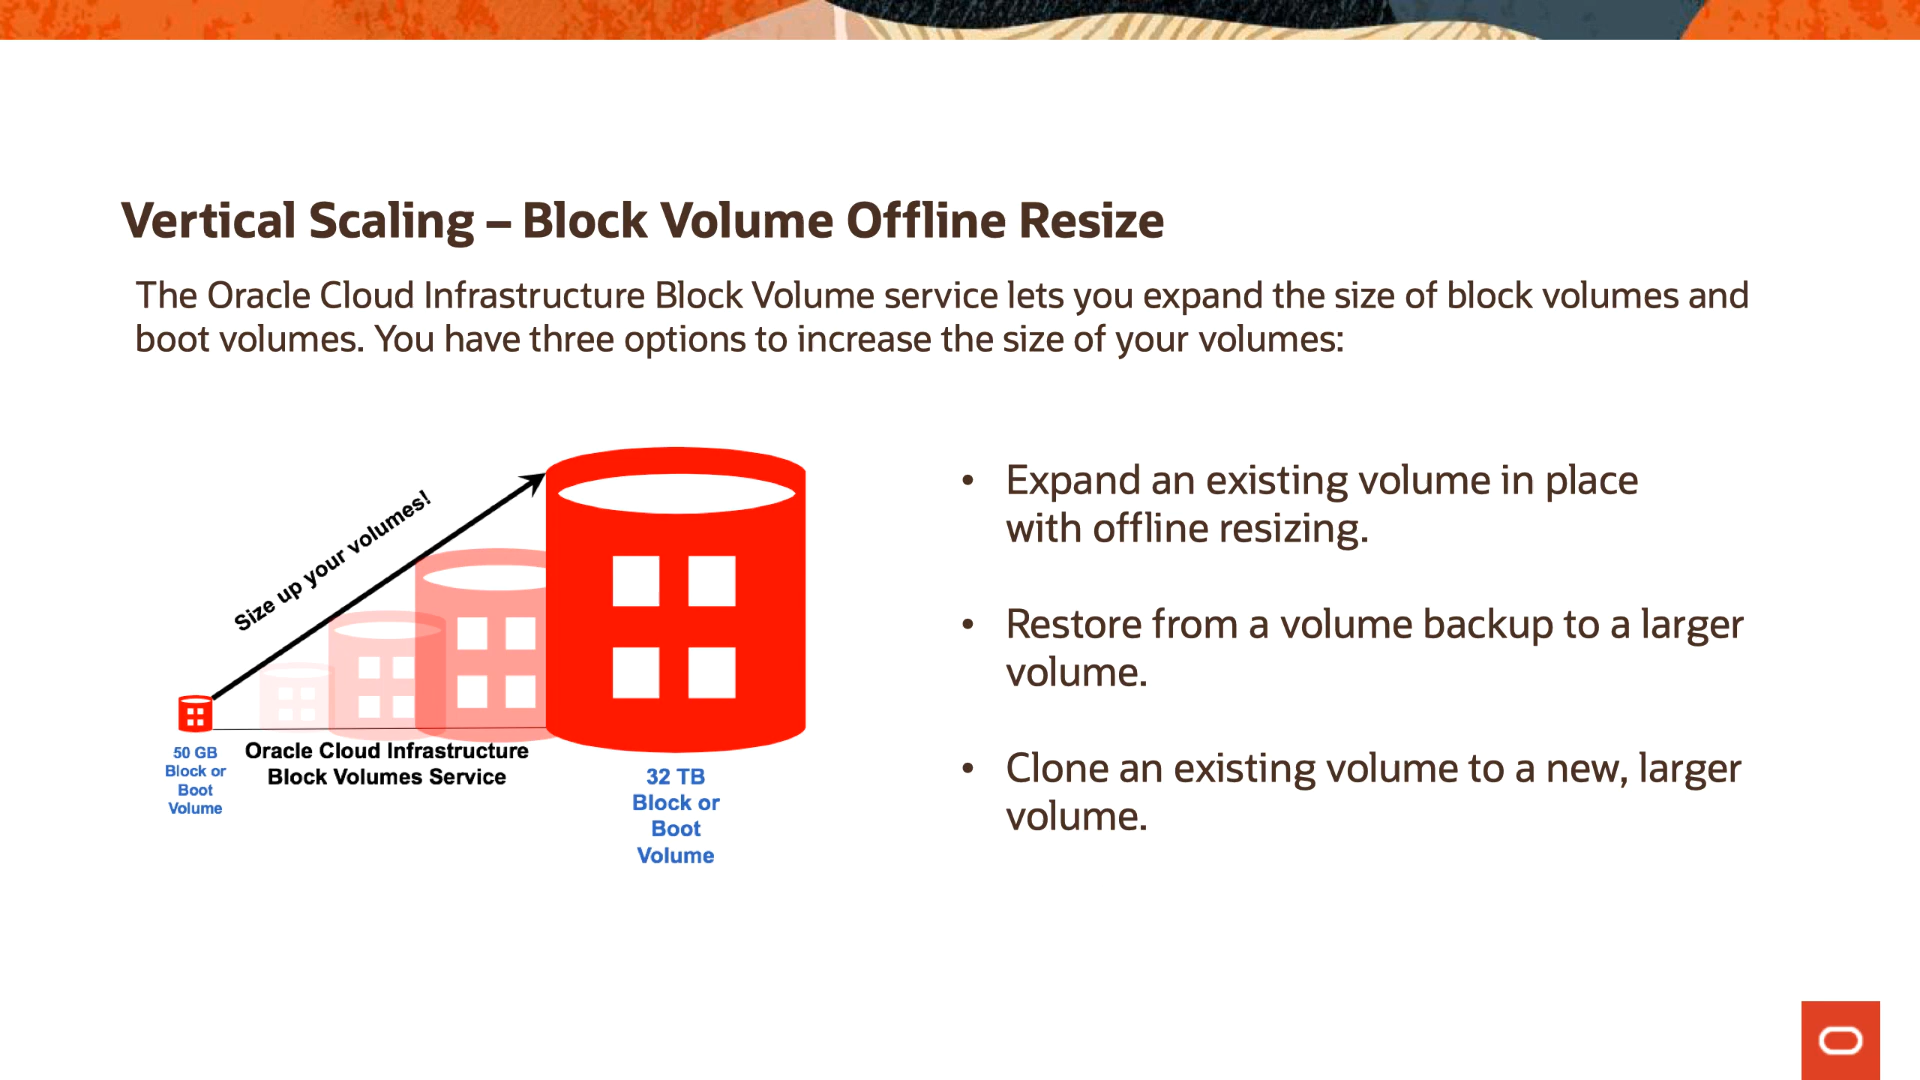 Vertical Scaling – Block Volume Offline Resize
The Oracle Cloud Infrastructure Block Volume service lets you expand the size of block volumes and
boot volumes. You have three options to increase the size of your volumes:
Size up your volumes!
50 GB
Block or
Boot
Volume
Oracle Cloud Infrastructure
Block Volumes Service
32 TB
Block or
Boot
Volume
• Expand an existing volume in place
with offline resizing.
• Restore from a volume backup to a larger
volume.
• Clone an existing volume to a new, larger
volume.